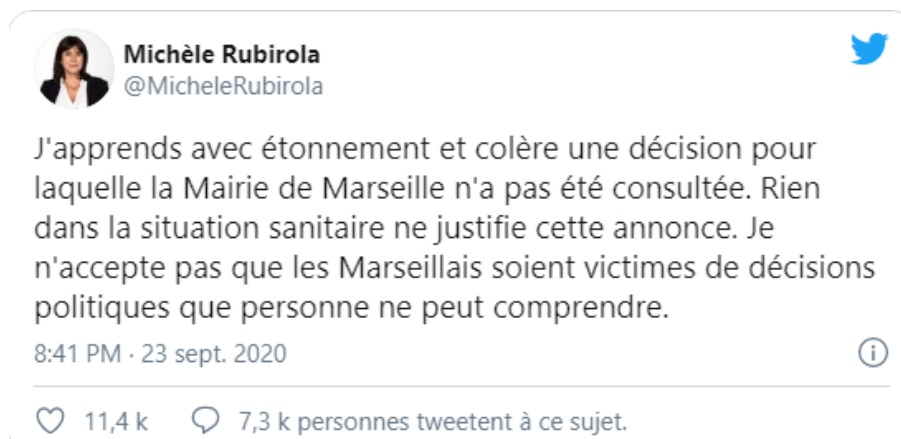 Michèle Rubirola
@MicheleRubirola
J'apprends avec étonnement et colère une décision pour
laquelle la Mairie de Marseille n'a pas été consultée. Rien
dans la situation sanitaire ne justifie cette annonce. Je
n'accepte pas que les Marseillais soient victimes de décisions
politiques que personne ne peut comprendre.
8:41 PM · 23 sept. 2020
11,4 k 7,3 k personnes tweetent à ce sujet.